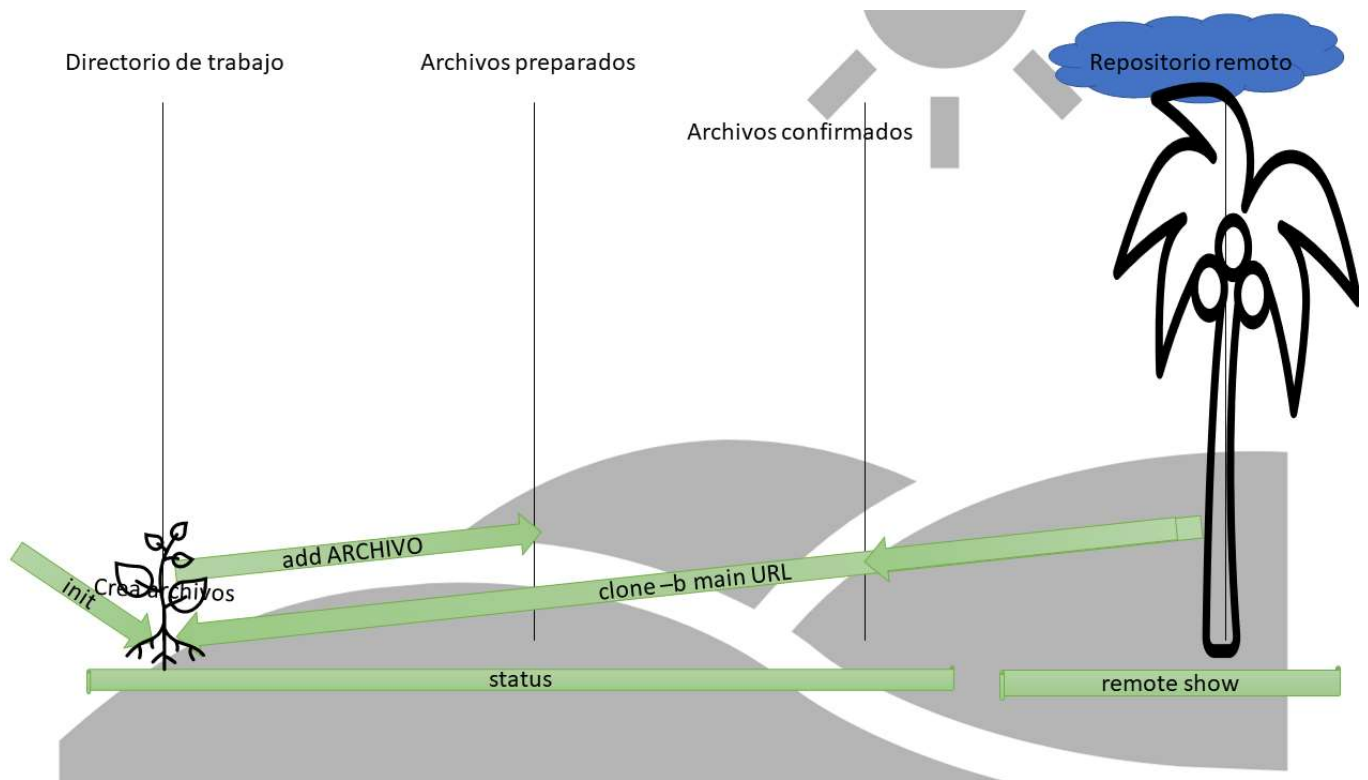 Directorio de trabajo
Archivos preparados
Repositorio remoto
Archivos confirmados
add ARCHIVO
init
Crea archivos
clone –b main URL
status
remote show